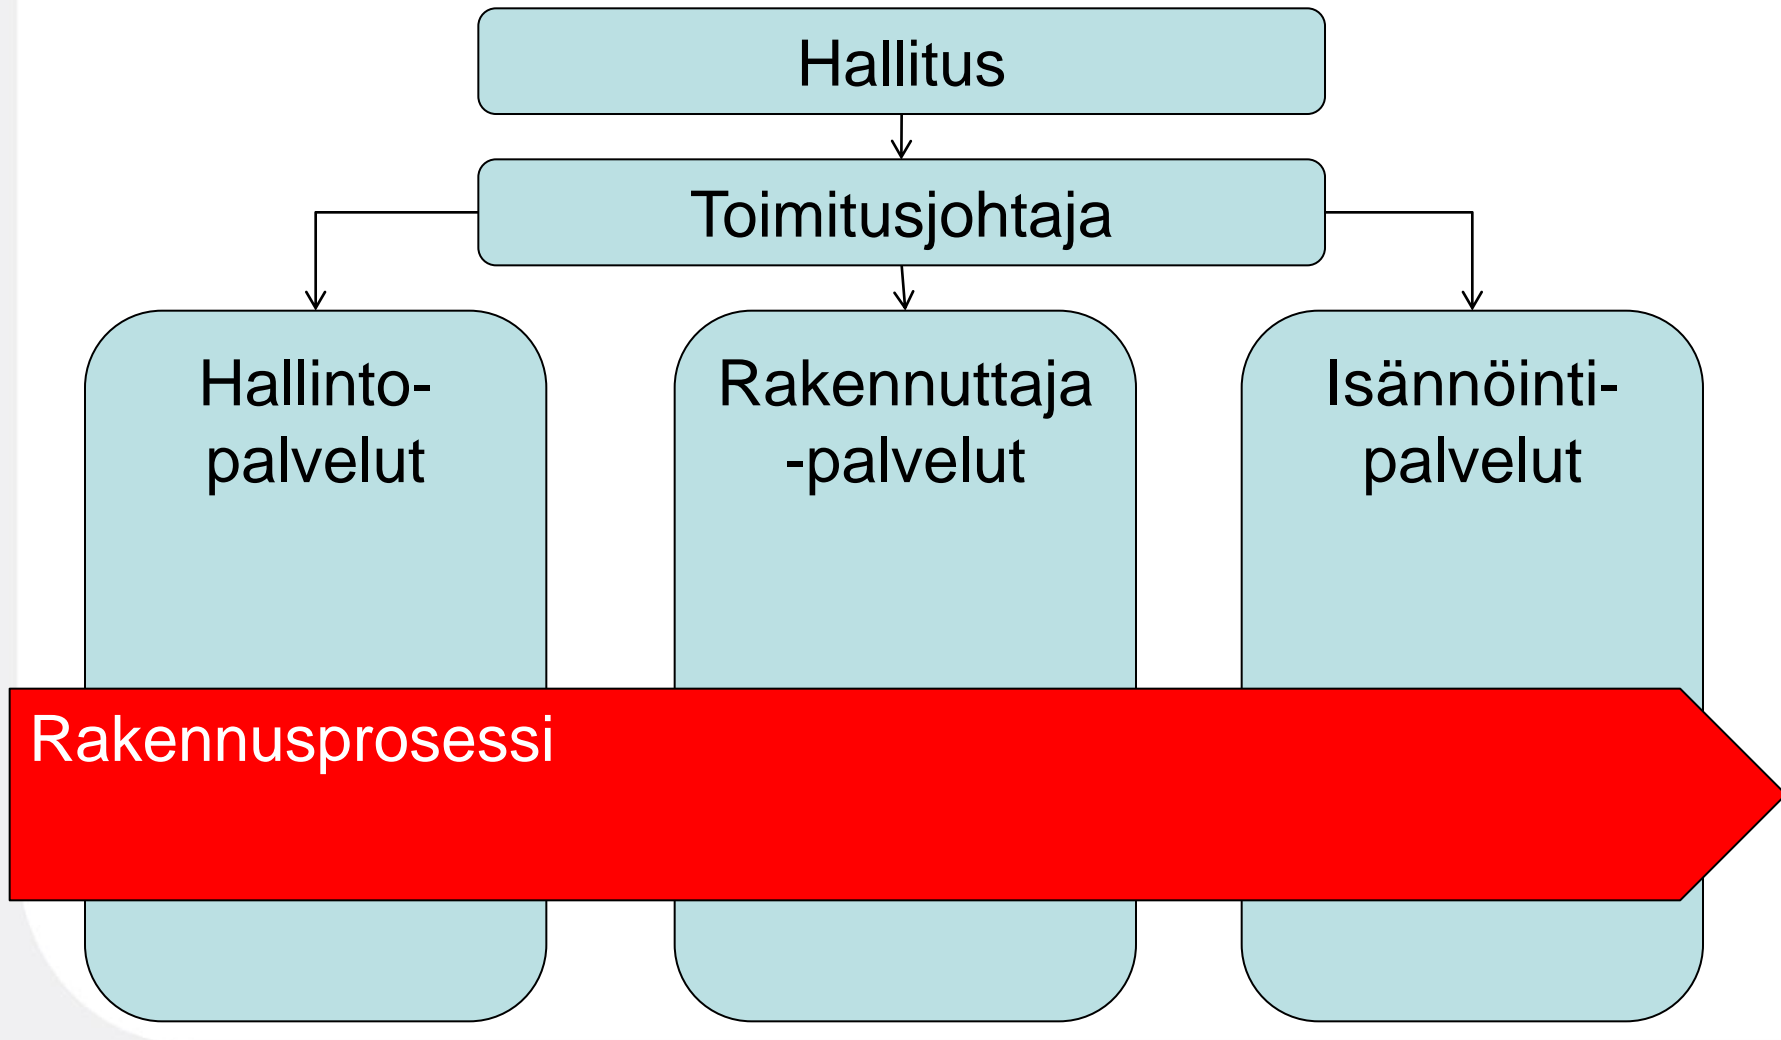 Hallitus
Toimitusjohtaja
Hallinto-
palvelut
Rakennuttaja
-palvelut
Isännöinti-
palvelut
Rakennusprosessi